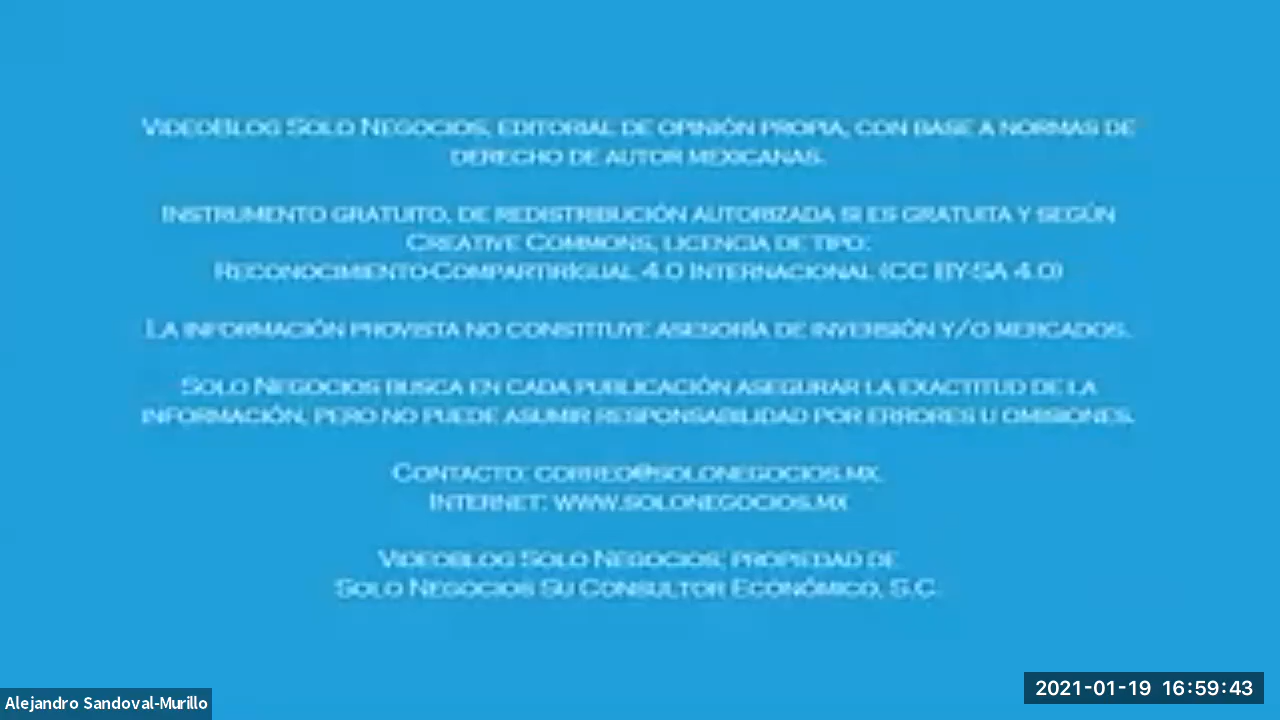 VIDEOBLOG SOLO NEGOCIOS, EDITORIAL DE OPINIÓN PROPIA, CON BASE A NORMAS DE
DERECHO DE AUTOR MEXICANAS.
INSTRUMENTO GRATUITO, DE REDISTRIBUCIÓN AUTORIZADA SI ES GRATUITA Y SEGÚN
CREATIVE COMMONS, LICENCIA DE TIPO:
RECONOCIMIENTO-COMPARTIRIGUAL 4.0 INTERNACIONAL (CC BY-SA 4.0)
LA INFORMACIÓN PROVISTA NO CONSTITUYE ASESORÍA DE INVERSIÓN Y/O MERCADOS.
SOLO NEGOCIOS BUSCA EN CADA PUBLICACIÓN ASEGURAR LA EXACTITUD DE LA
INFORMACIÓN, PERO NO PUEDE ASUMIR RESPONSABILIDAD POR ERRORES U OMISIONES.
CONTACTO: CORREO@SOLONEGOCIOS.MX,
INTERNET: WWW.SOLONEGOCIOS.MX
VIDEOBLOG SOLO NEGOCIOS; PROPIEDAD DE
SOLO NEGOCIOS SU CONSULTOR ECONÓMICO, S.C.
Alejandro Sandoval-Murillo
2021-01-19 16:59:43